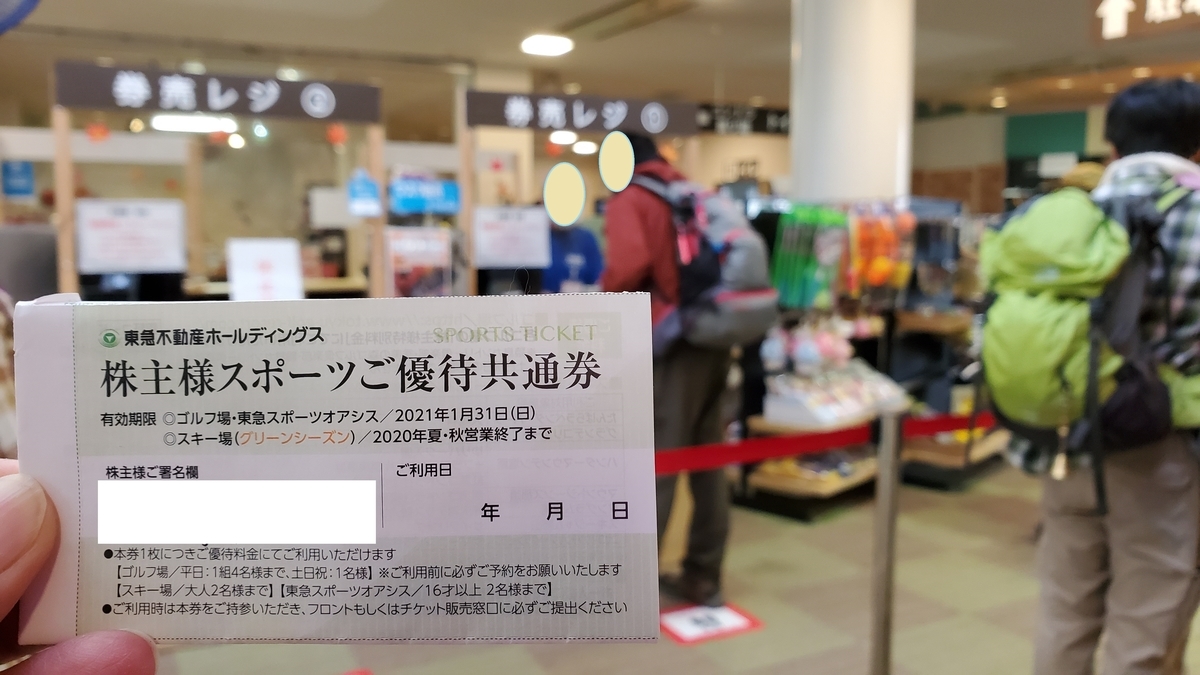 券売レジ
券売レジ
東急不動産ホールディングス
SPORTS TICKET
株主様スポーツご優待共通券
有効期限 ◎ゴルフ場・東急スポーツオアシス／2021年1月31日(日)
◎スキー場(グリーンシーズン)／2020年夏・秋営業終了まで
株主様ご署名欄
ご利用日
年 月 日
●本券1枚につきご優待料金にてご利用いただけます
【ゴルフ場／平日：1組4名様まで、土日祝：1名様】※ご利用前に必ずご予約をお願いいたします
【スキー場／大人2名様まで】【東急スポーツオアシス／16才以上 2名様まで】
●ご利用時は本券をご持参いただき、フロントもしくはチケット販売窓口に必ずご提出ください